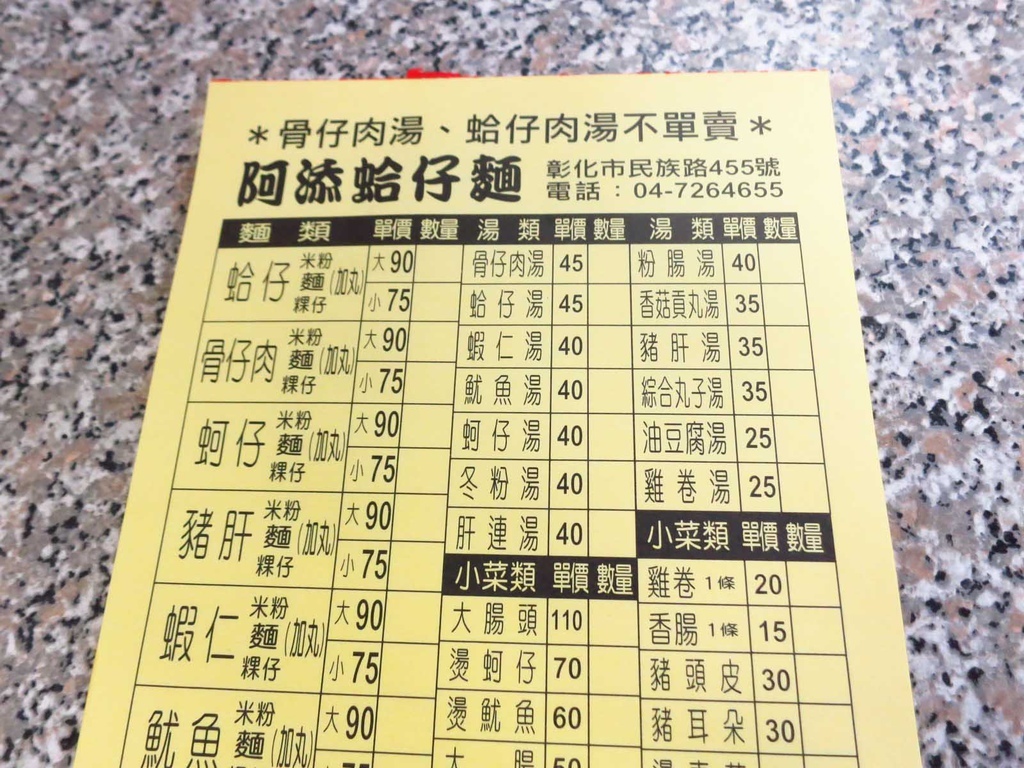 ＊骨仔肉湯、蛤仔肉湯不單賣＊
阿添蛤仔麵
彰化市民族路455號
電話：04-7264655
麵類 單價 數量
蛤仔 米粉 麵(加丸) 粿仔 大 90
小 75
骨仔肉 米粉 麵(加丸) 粿仔 大 90
小 75
蚵仔 米粉 麵(加丸) 粿仔 大 90
小 75
豬肝 米粉 麵(加丸) 粿仔 大 90
小 75
蝦仁 米粉 麵(加丸) 粿仔 大 90
小 75
魷魚 米粉 麵(加丸) 大 90
湯類 單價 數量
骨仔肉湯 45
蛤仔湯 45
蝦仁湯 40
魷魚湯 40
蚵仔湯 40
冬粉湯 40
肝連湯 40
小菜類 單價 數量
大腸頭 110
燙蚵仔 70
燙魷魚 60
湯類 單價 數量
粉腸湯 40
香菇貢丸湯 35
豬肝湯 35
綜合丸子湯 35
油豆腐湯 25
雞卷湯 25
小菜類 單價 數量
雞卷 1條 20
香腸 1條 15
豬頭皮 30
豬耳朵 30